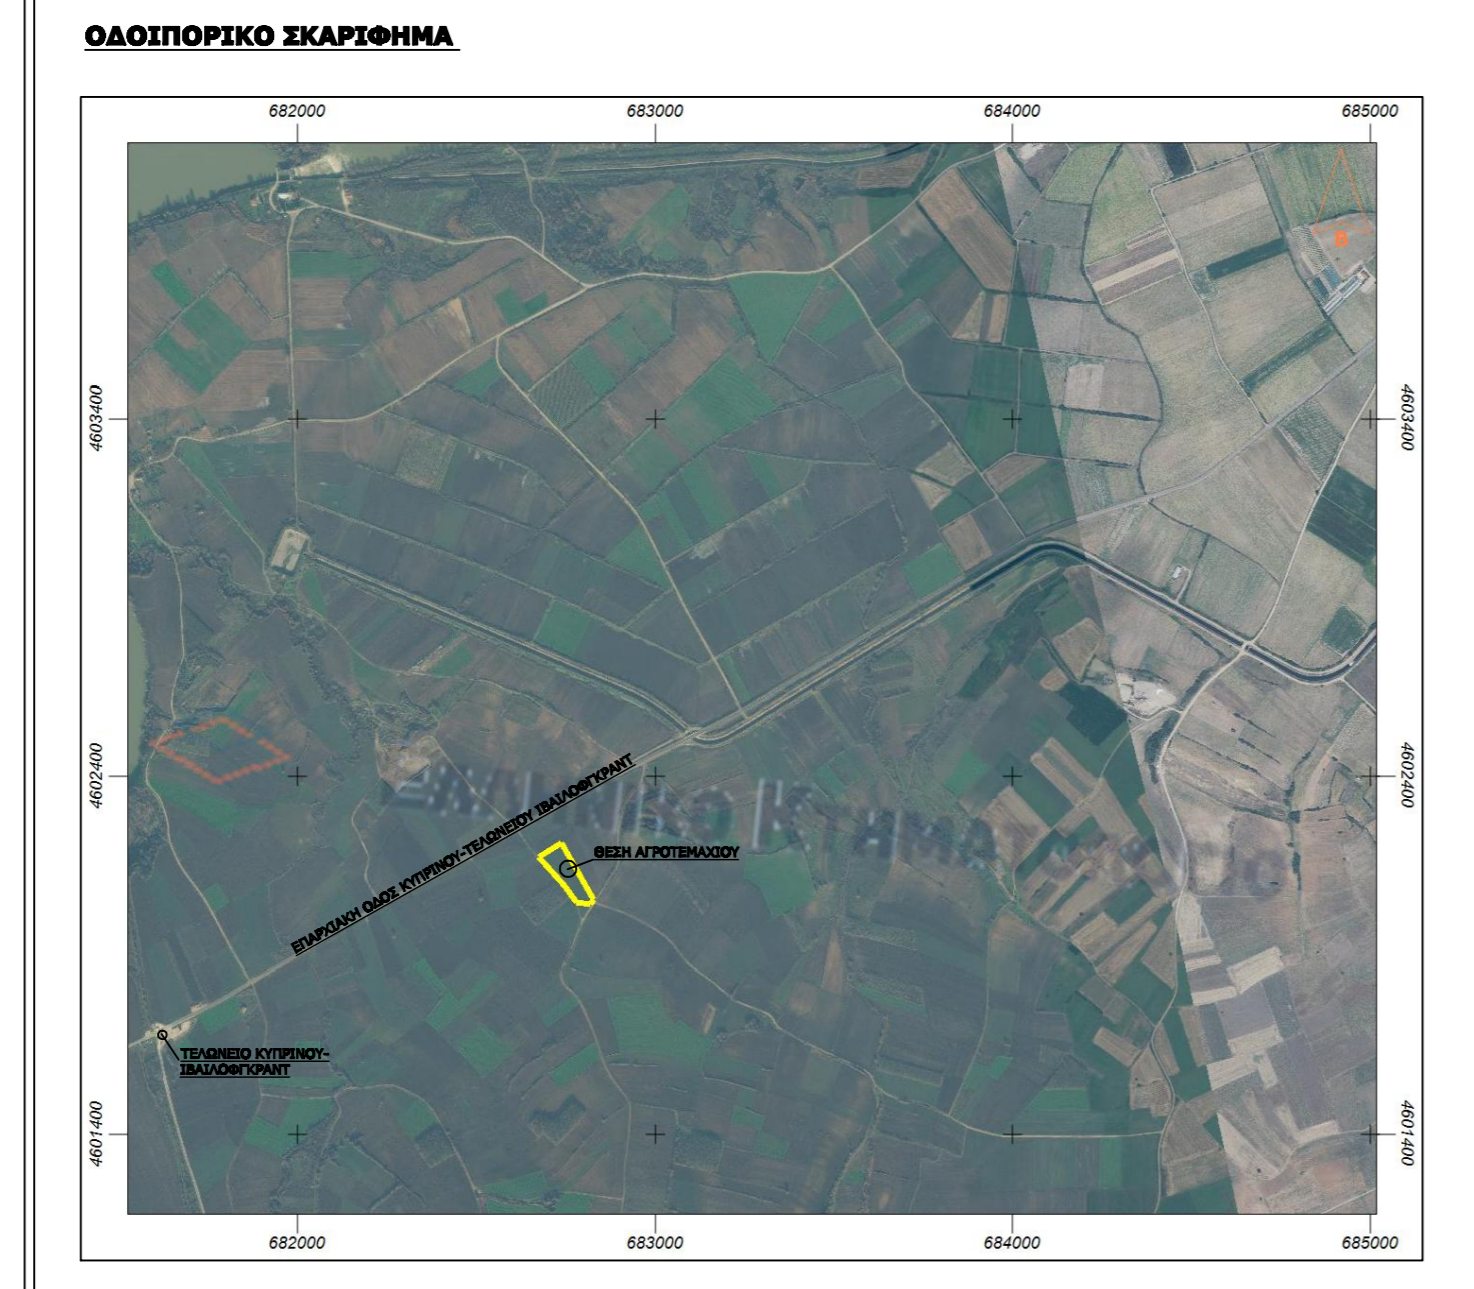 ΟΔΟΙΠΟΡΙΚΟ ΣΚΑΡΙΦΗΜΑ
682000 683000 684000 685000
Β
4603400 4603400
4602400 4602400
ΕΠΑΡΧΙΑΚΗ ΟΔΟΣ ΚΥΠΡΙΝΟΥ-ΤΕΛΩΝΕΙΟΥ ΙΒΑΙΛΟΦΓΚΡΑΝΤ
ΘΕΣΗ ΑΓΡΟΤΕΜΑΧΙΟΥ
ΤΕΛΩΝΕΙΟ ΚΥΠΡΙΝΟΥ-
ΙΒΑΙΛΟΦΓΚΡΑΝΤ
4601400 4601400
682000 683000 684000 685000